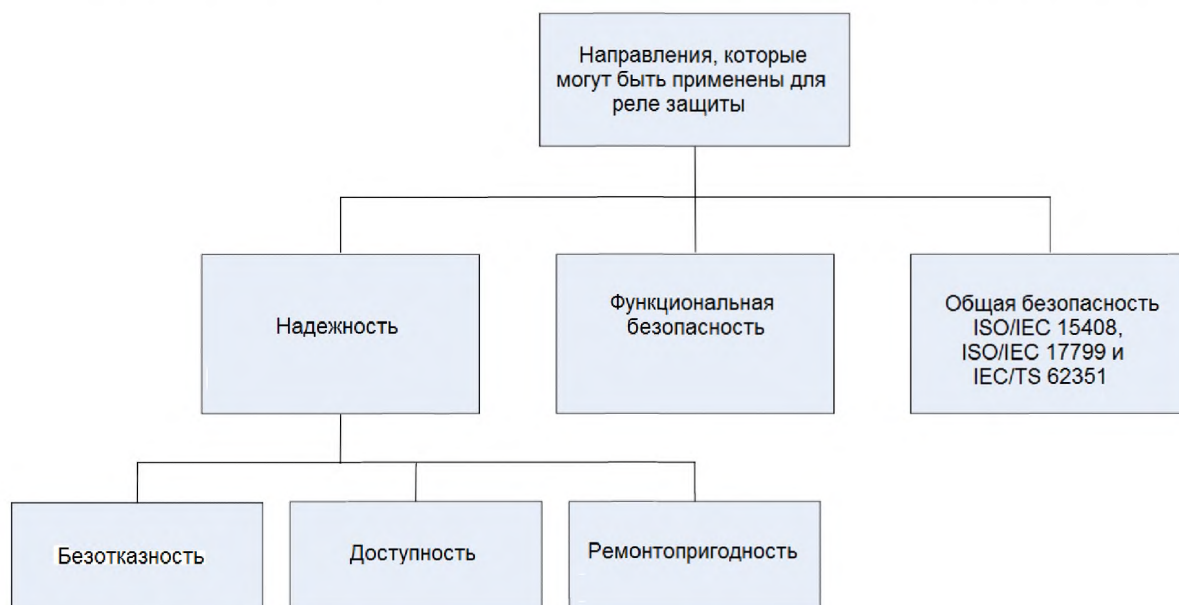 Направления, которые
могут быть применены для
реле защиты
Надежность
Функциональная
безопасность
Общая безопасность
ISO/IEC 15408,
ISO/IEC 17799 и
IEC/TS 62351
Безотказность
Доступность
Ремонтопригодность